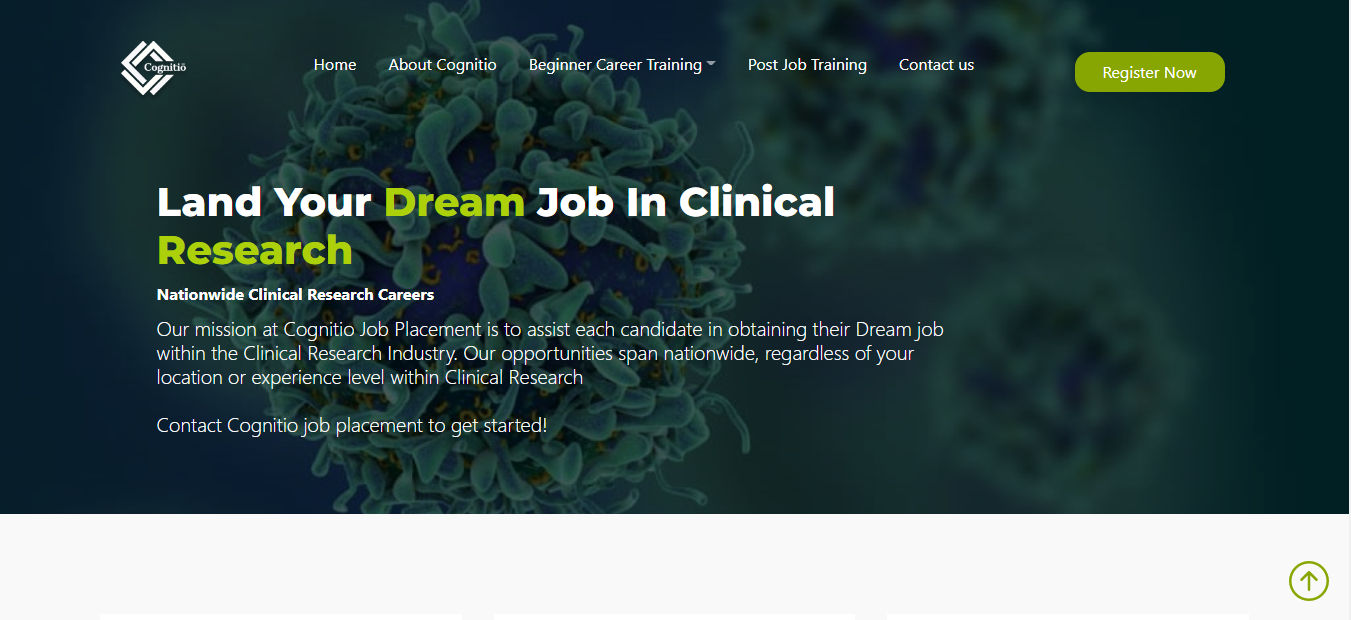 Cognitiō
Home
About Cognitio
Beginner Career Training
Post Job Training
Contact us
Register Now
Land Your Dream Job In Clinical
Research
Nationwide Clinical Research Careers
Our mission at Cognitio Job Placement is to assist each candidate in obtaining their Dream job
within the Clinical Research Industry. Our opportunities span nationwide, regardless of your
location or experience level within Clinical Research
Contact Cognitio job placement to get started!